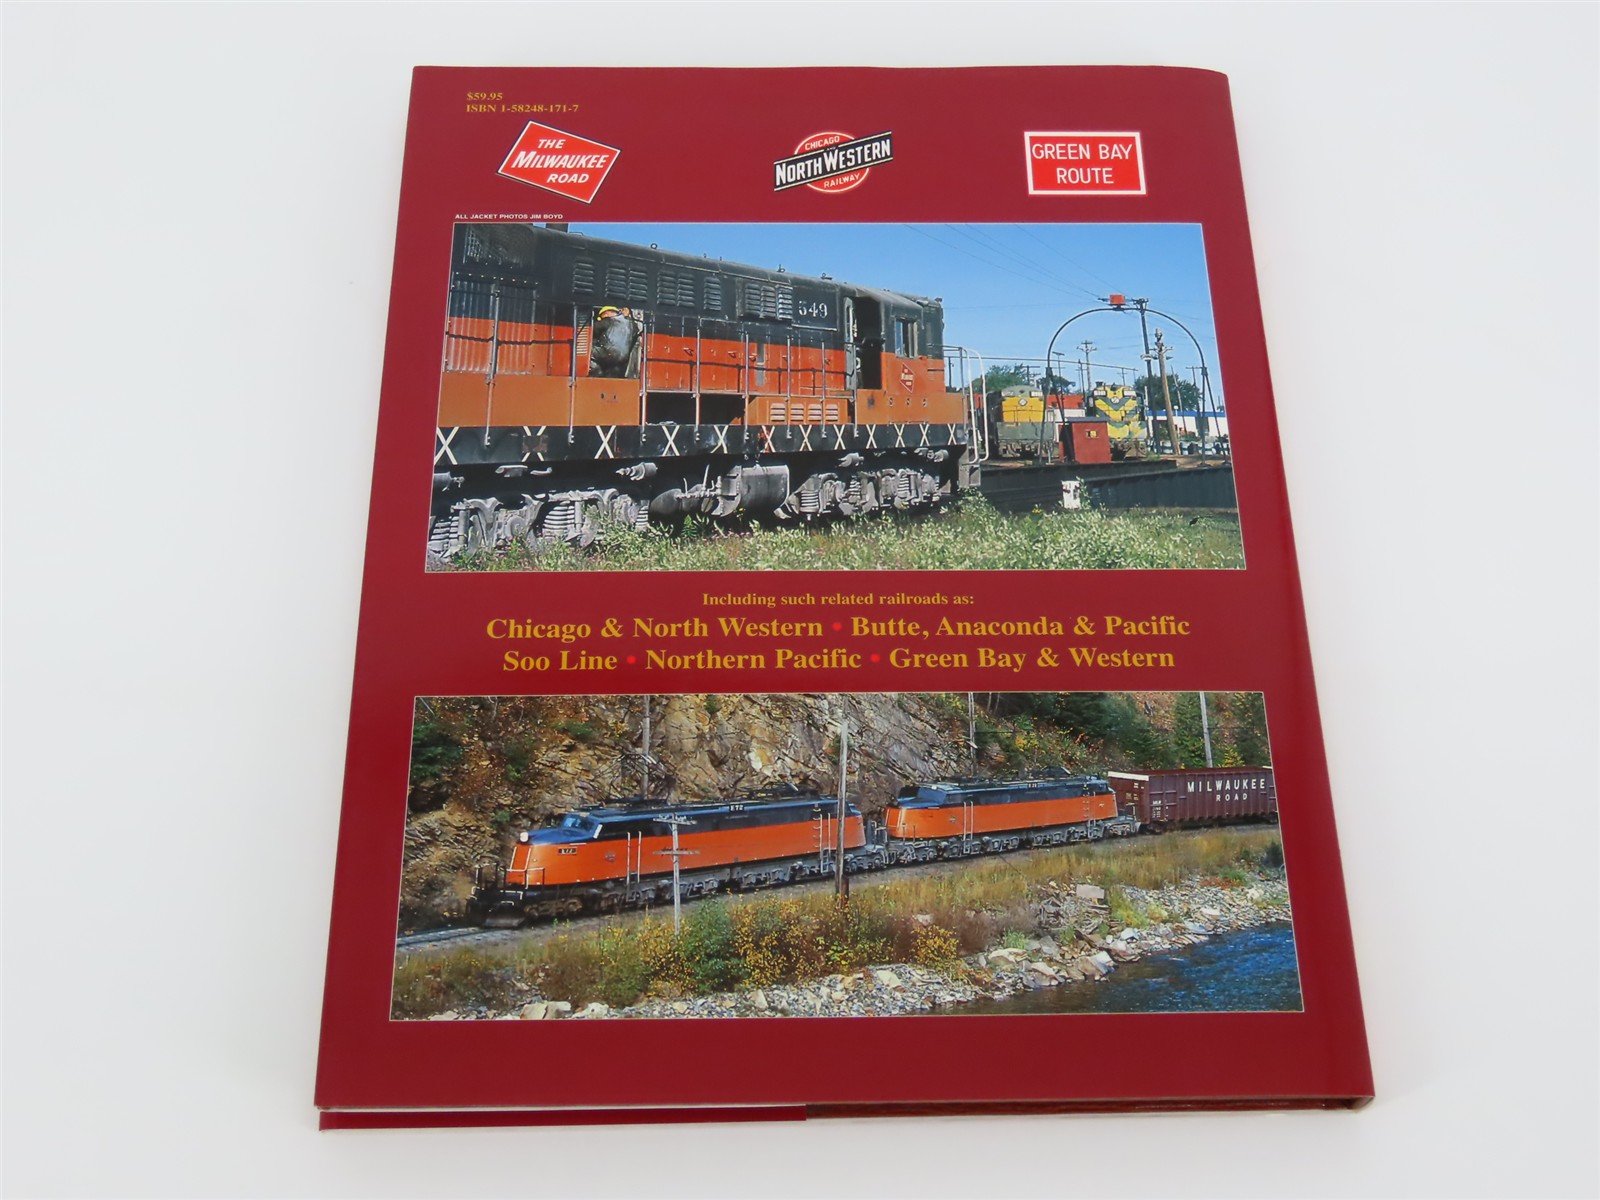 $59.95
ISBN 1-58248-171-7
THE
MILWAUKEE
ROAD
CHICAGO
AND
NORTH WESTERN
RAILWAY
GREEN BAY
ROUTE
ALL JACKET PHOTOS JIM BOYD
549
Including such related railroads as:
Chicago & North Western • Butte, Anaconda & Pacific
Soo Line • Northern Pacific • Green Bay & Western
E72
MILWAUKEE
ROAD